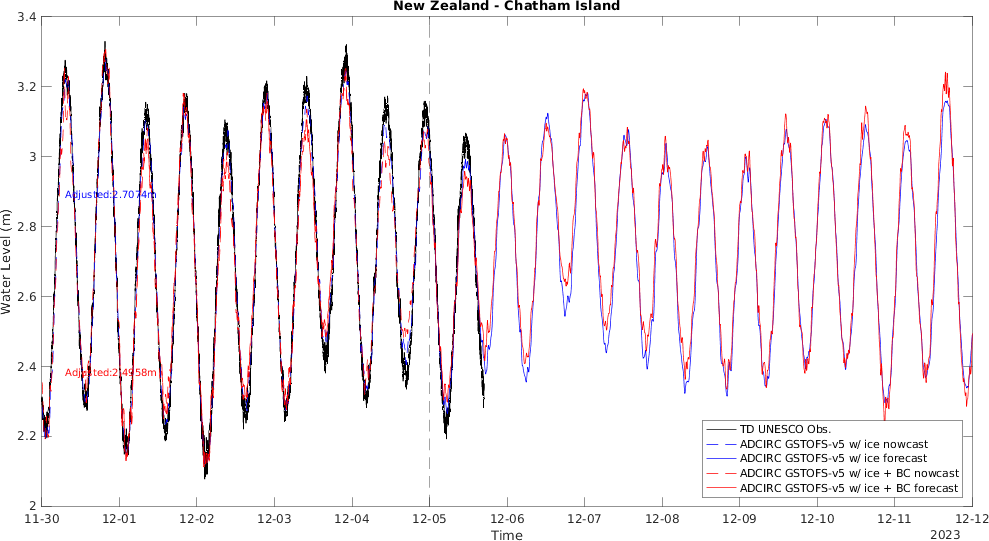 New Zealand - Chatham Island
3.4
3.2
3
2.8
2.6
2.4
2.2
2
Water Level (m)
Adjusted:2.7074m
Adjusted:2.4958m
TD UNESCO Obs.
ADCIRC GSTOFS-v5 w/ ice nowcast
ADCIRC GSTOFS-v5 w/ ice forecast
ADCIRC GSTOFS-v5 w/ ice + BC nowcast
ADCIRC GSTOFS-v5 w/ ice + BC forecast
11-30 12-01 12-02 12-03 12-04 12-05 12-06 12-07 12-08 12-09 12-10 12-11 12-12
Time
2023